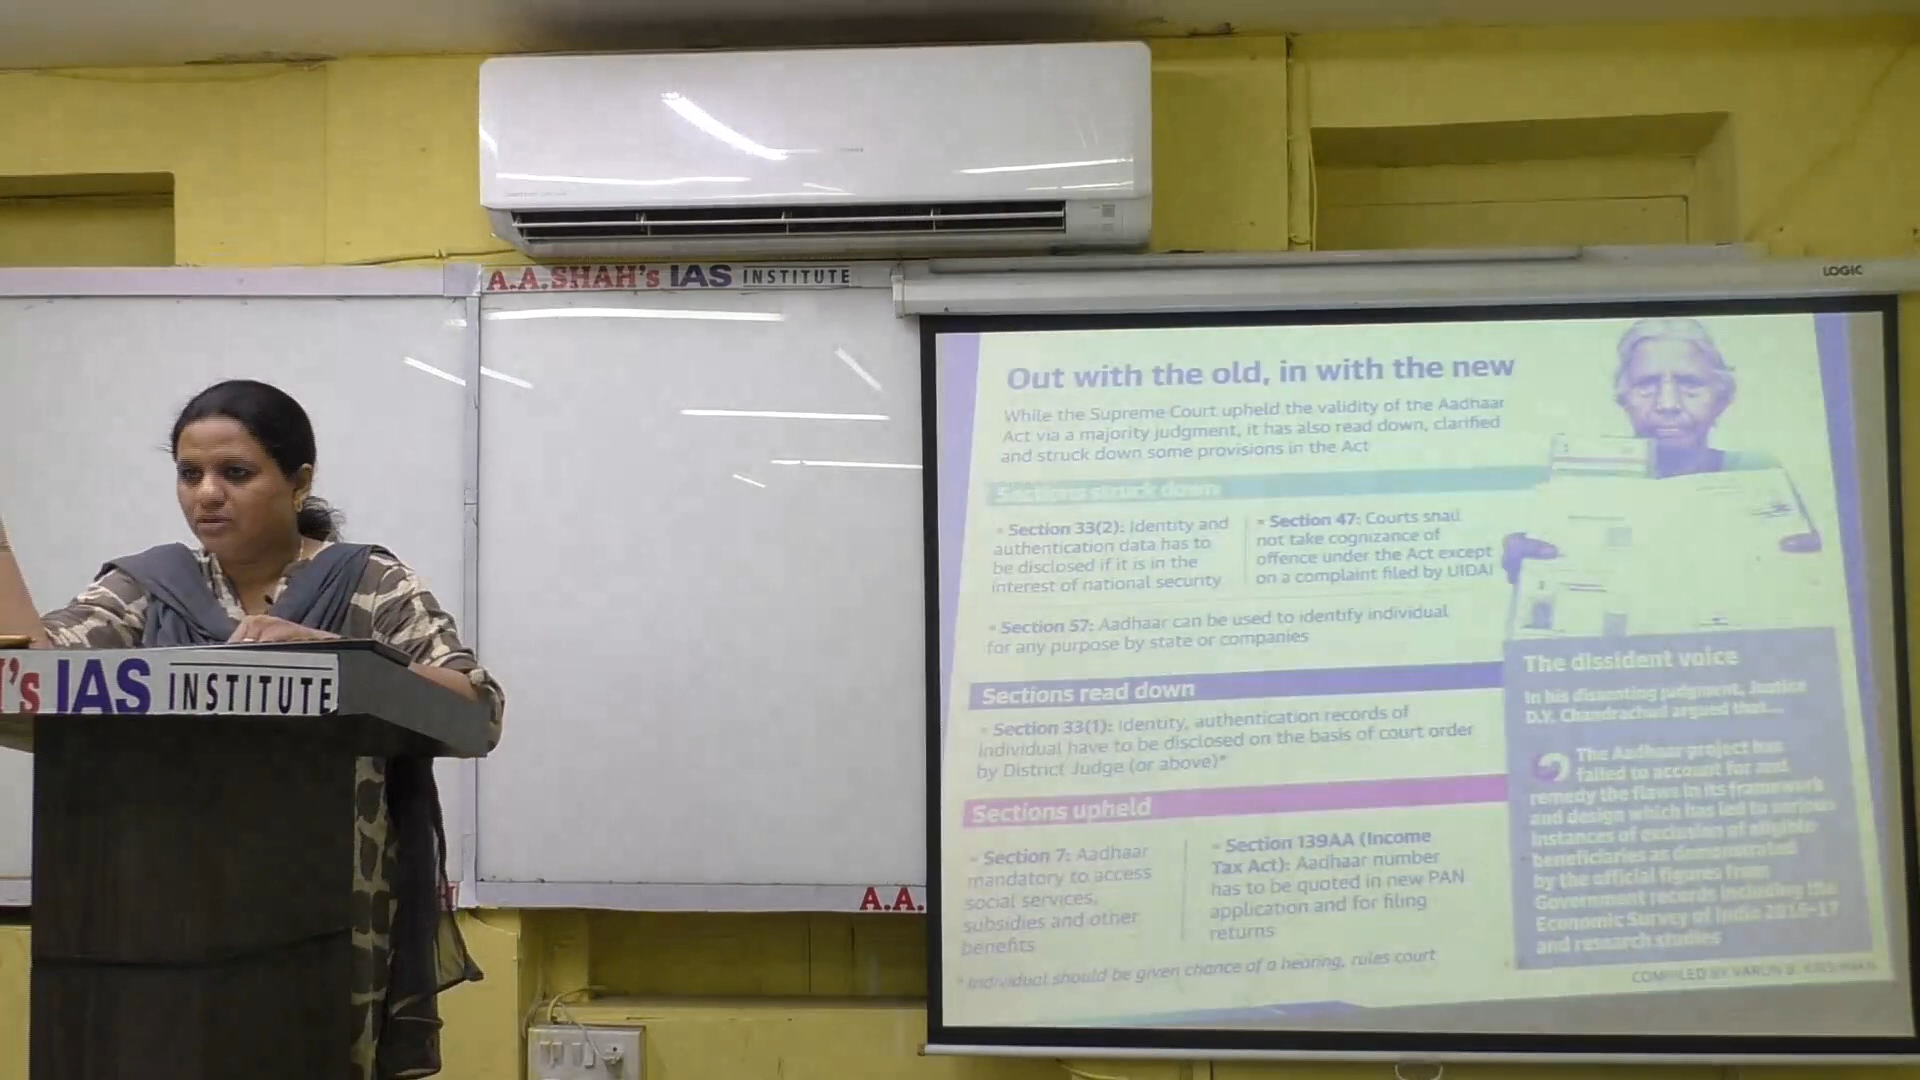 A.A.SHAH's IAS INSTITUTE
LOGIC
Out with the old, in with the new
While the Supreme Court upheld the validity of the Aadhaar
Act via a majority judgment, it has also read down, clarified
and struck down some provisions in the Act
Sections struck down
Section 33(2): Identity and
authentication data has to
be disclosed if it is in the
interest of national security
Section 47: Courts shall
not take cognizance of
offence under the Act except
on a complaint filed by UIDAI
Section 57: Aadhaar can be used to identify individual
for any purpose by state or companies
Sections read down
Section 33(1): Identity, authentication records of
individual have to be disclosed on the basis of court order
by District Judge (or above)*
Sections upheld
Section 7: Aadhaar
mandatory to access
social services,
subsidies and other
benefits
Section 139AA (Income
Tax Act): Aadhaar number
has to be quoted in new PAN
application and for filing
returns
* Individual should be given chance of a hearing, rules court
The dissident voice
In his dissenting judgment, Justice
D.Y. Chandrachud argued that...
The Aadhaar project has
failed to account for and
remedy the flaws in its framework
and design which has led to serious
instances of exclusion of eligible
beneficiaries as demonstrated
by the official figures from
Government records including the
Economic Survey of India 2016-17
and research studies
COMPILED BY VARUN B. KRISHNAN
's IAS INSTITUTE
H
A.A.